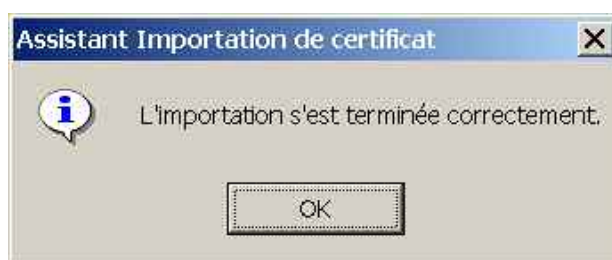 Assistant Importation de certificat
L'importation s'est terminée correctement.
OK